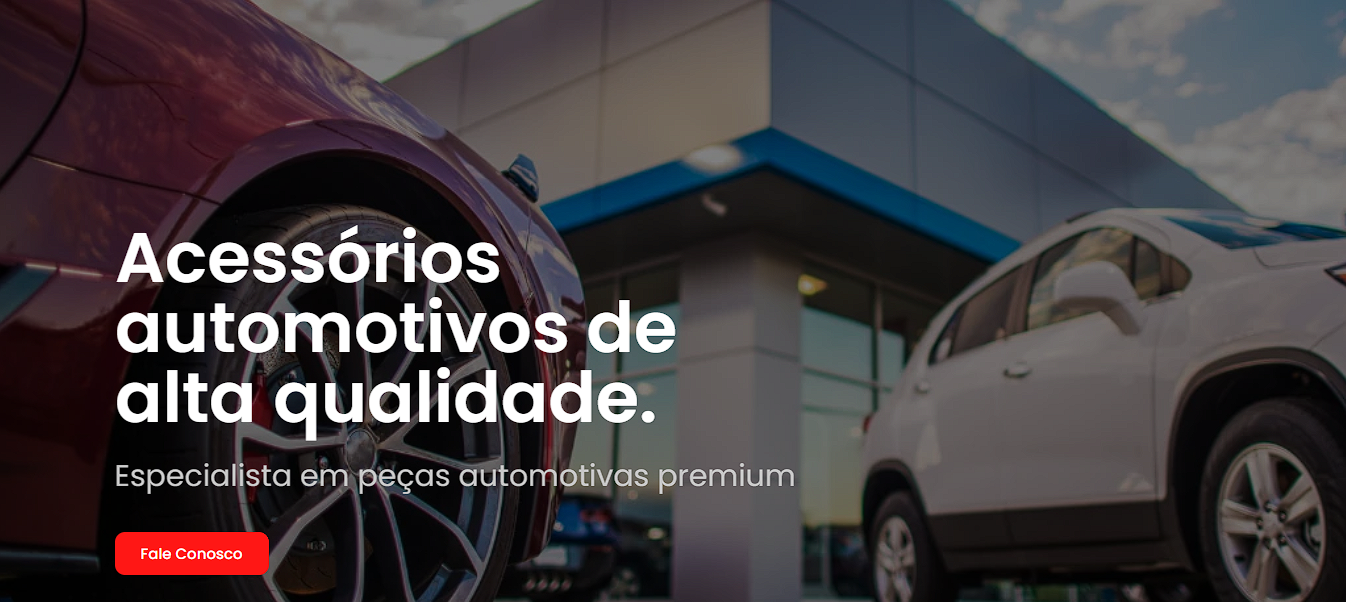 Acessórios
automotivos de
alta qualidade.
Especialista em peças automotivas premium
Fale Conosco